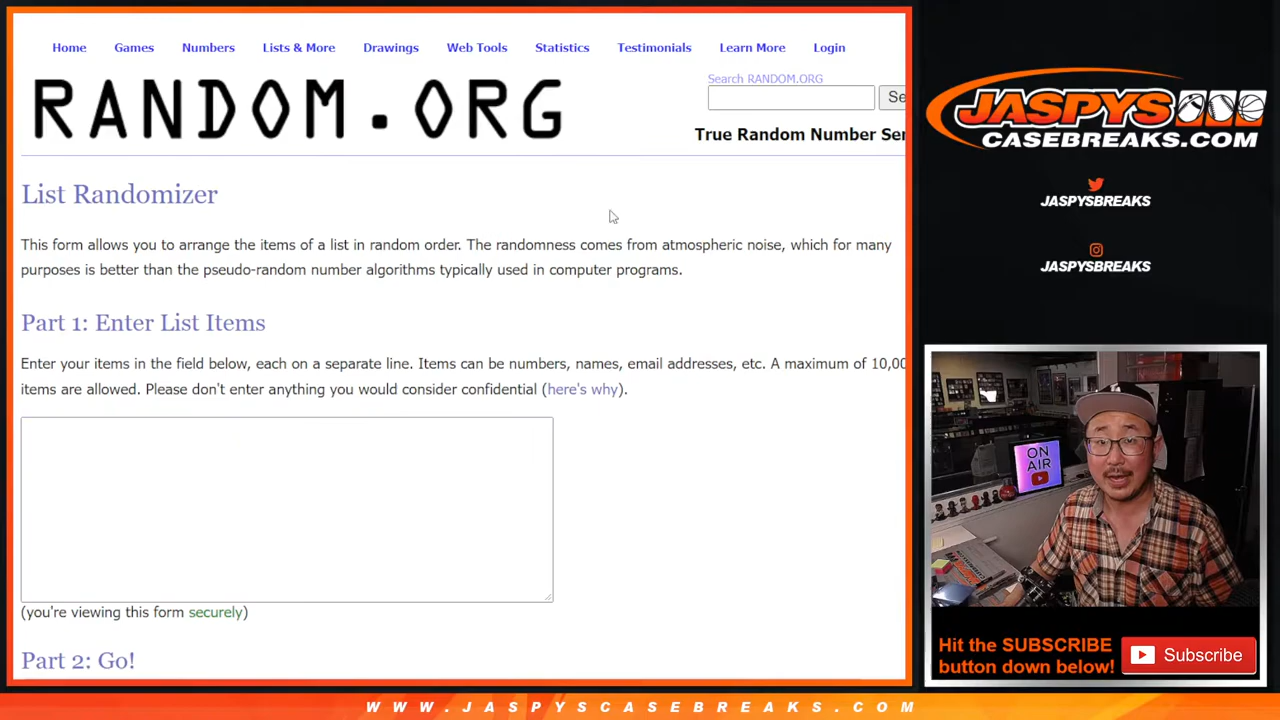 Home Games Numbers Lists & More Drawings Web Tools Statistics Testimonials Learn More Login
RANDOM.ORG
Search RANDOM.ORG
Se
True Random Number Ser
List Randomizer
This form allows you to arrange the items of a list in random order. The randomness comes from atmospheric noise, which for many
purposes is better than the pseudo-random number algorithms typically used in computer programs.
Part 1: Enter List Items
Enter your items in the field below, each on a separate line. Items can be numbers, names, email addresses, etc. A maximum of 10,00
items are allowed. Please don't enter anything you would consider confidential (here's why).
(you're viewing this form securely)
Part 2: Go!
JASPYS
CASEBREAKS.COM
JASPYSBREAKS
JASPYSBREAKS
ON
AIR
Hit the SUBSCRIBE
button down below!
Subscribe
WWW.JASPYSCASEBREAKS.COM